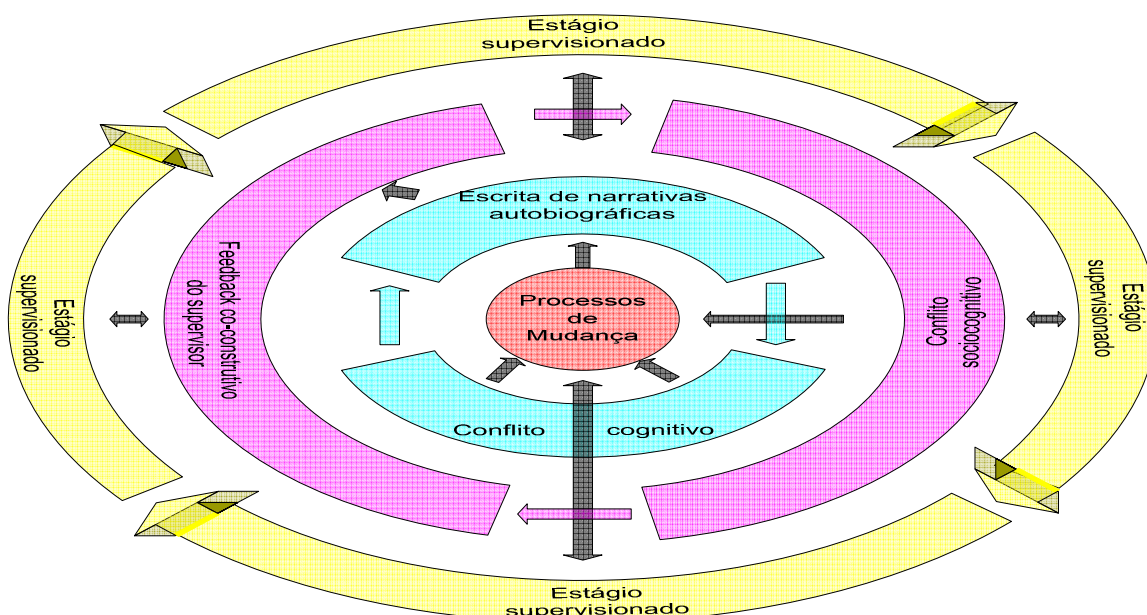 Estágio
supervisionado
Escrita de narrativas
autobiográficas
Feedback co-construtivo
do supervisor
Estágio
supervisionado
Processos
de
Mudança
Conflito
sociocognitivo
Estágio
supervisionado
Conflito cognitivo
Estágio
supervisionado